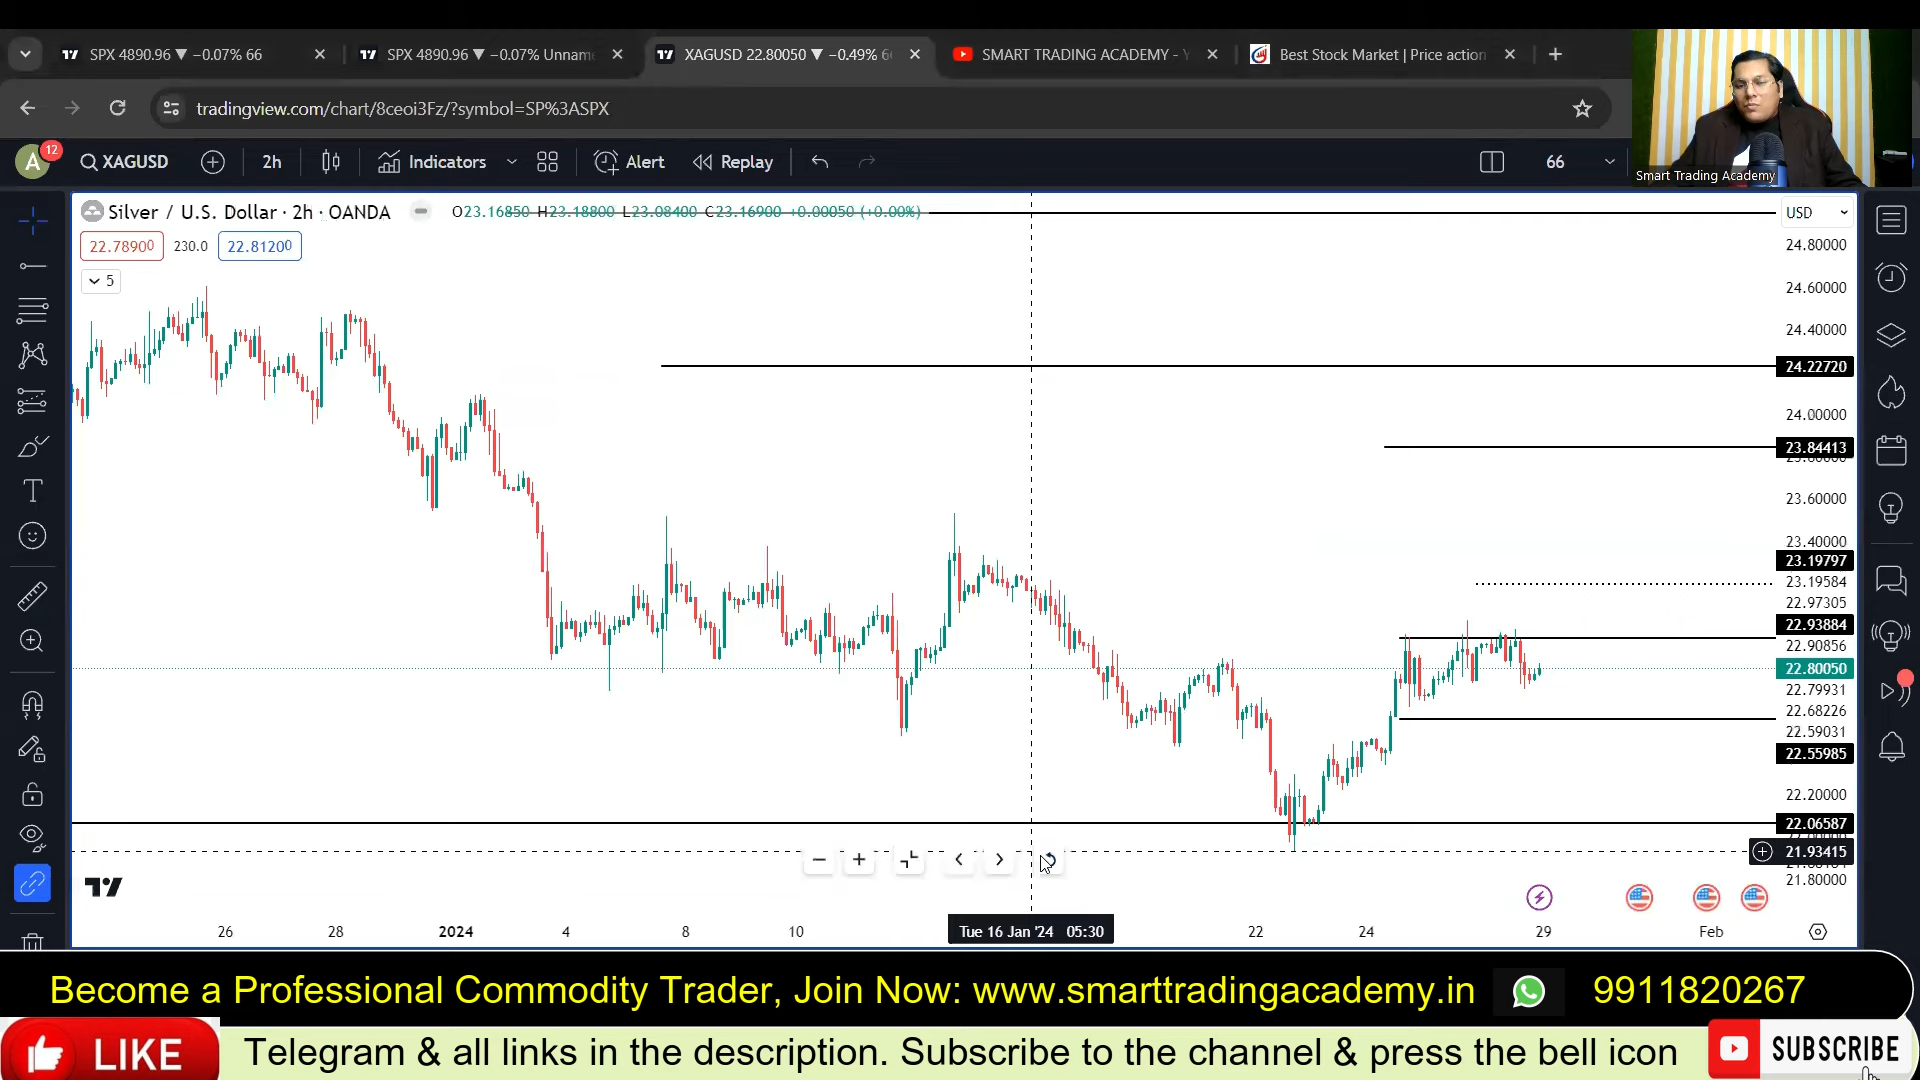 SPX 4890.96 ▼ −0.07% 66
SPX 4890.96 ▼ −0.07% Unname
XAGUSD 22.80050 ▼ −0.49% 6
SMART TRADING ACADEMY - Y
Best Stock Market | Price action
tradingview.com/chart/8ceoi3Fz/?symbol=SP%3ASPX
A
12
XAGUSD
2h
Indicators
Alert
Replay
66
Smart Trading Academy
Silver / U.S. Dollar · 2h · OANDA
O23.16850 H23.18800 L23.08400 C23.16900 +0.00050 (+0.00%)
USD
22.78900
230.0
22.81200
5
24.80000
24.60000
24.40000
24.22720
24.00000
23.84413
23.60000
23.40000
23.19797
23.19584
22.97305
22.93884
22.90856
22.80050
22.79931
22.68226
22.59031
22.55985
22.20000
22.06587
21.93415
21.80000
26
28
2024
4
8
10
Tue 16 Jan '24 05:30
22
24
29
Feb
Become a Professional Commodity Trader, Join Now: www.smarttradingacademy.in
9911820267
LIKE
Telegram & all links in the description. Subscribe to the channel & press the bell icon
SUBSCRIBE